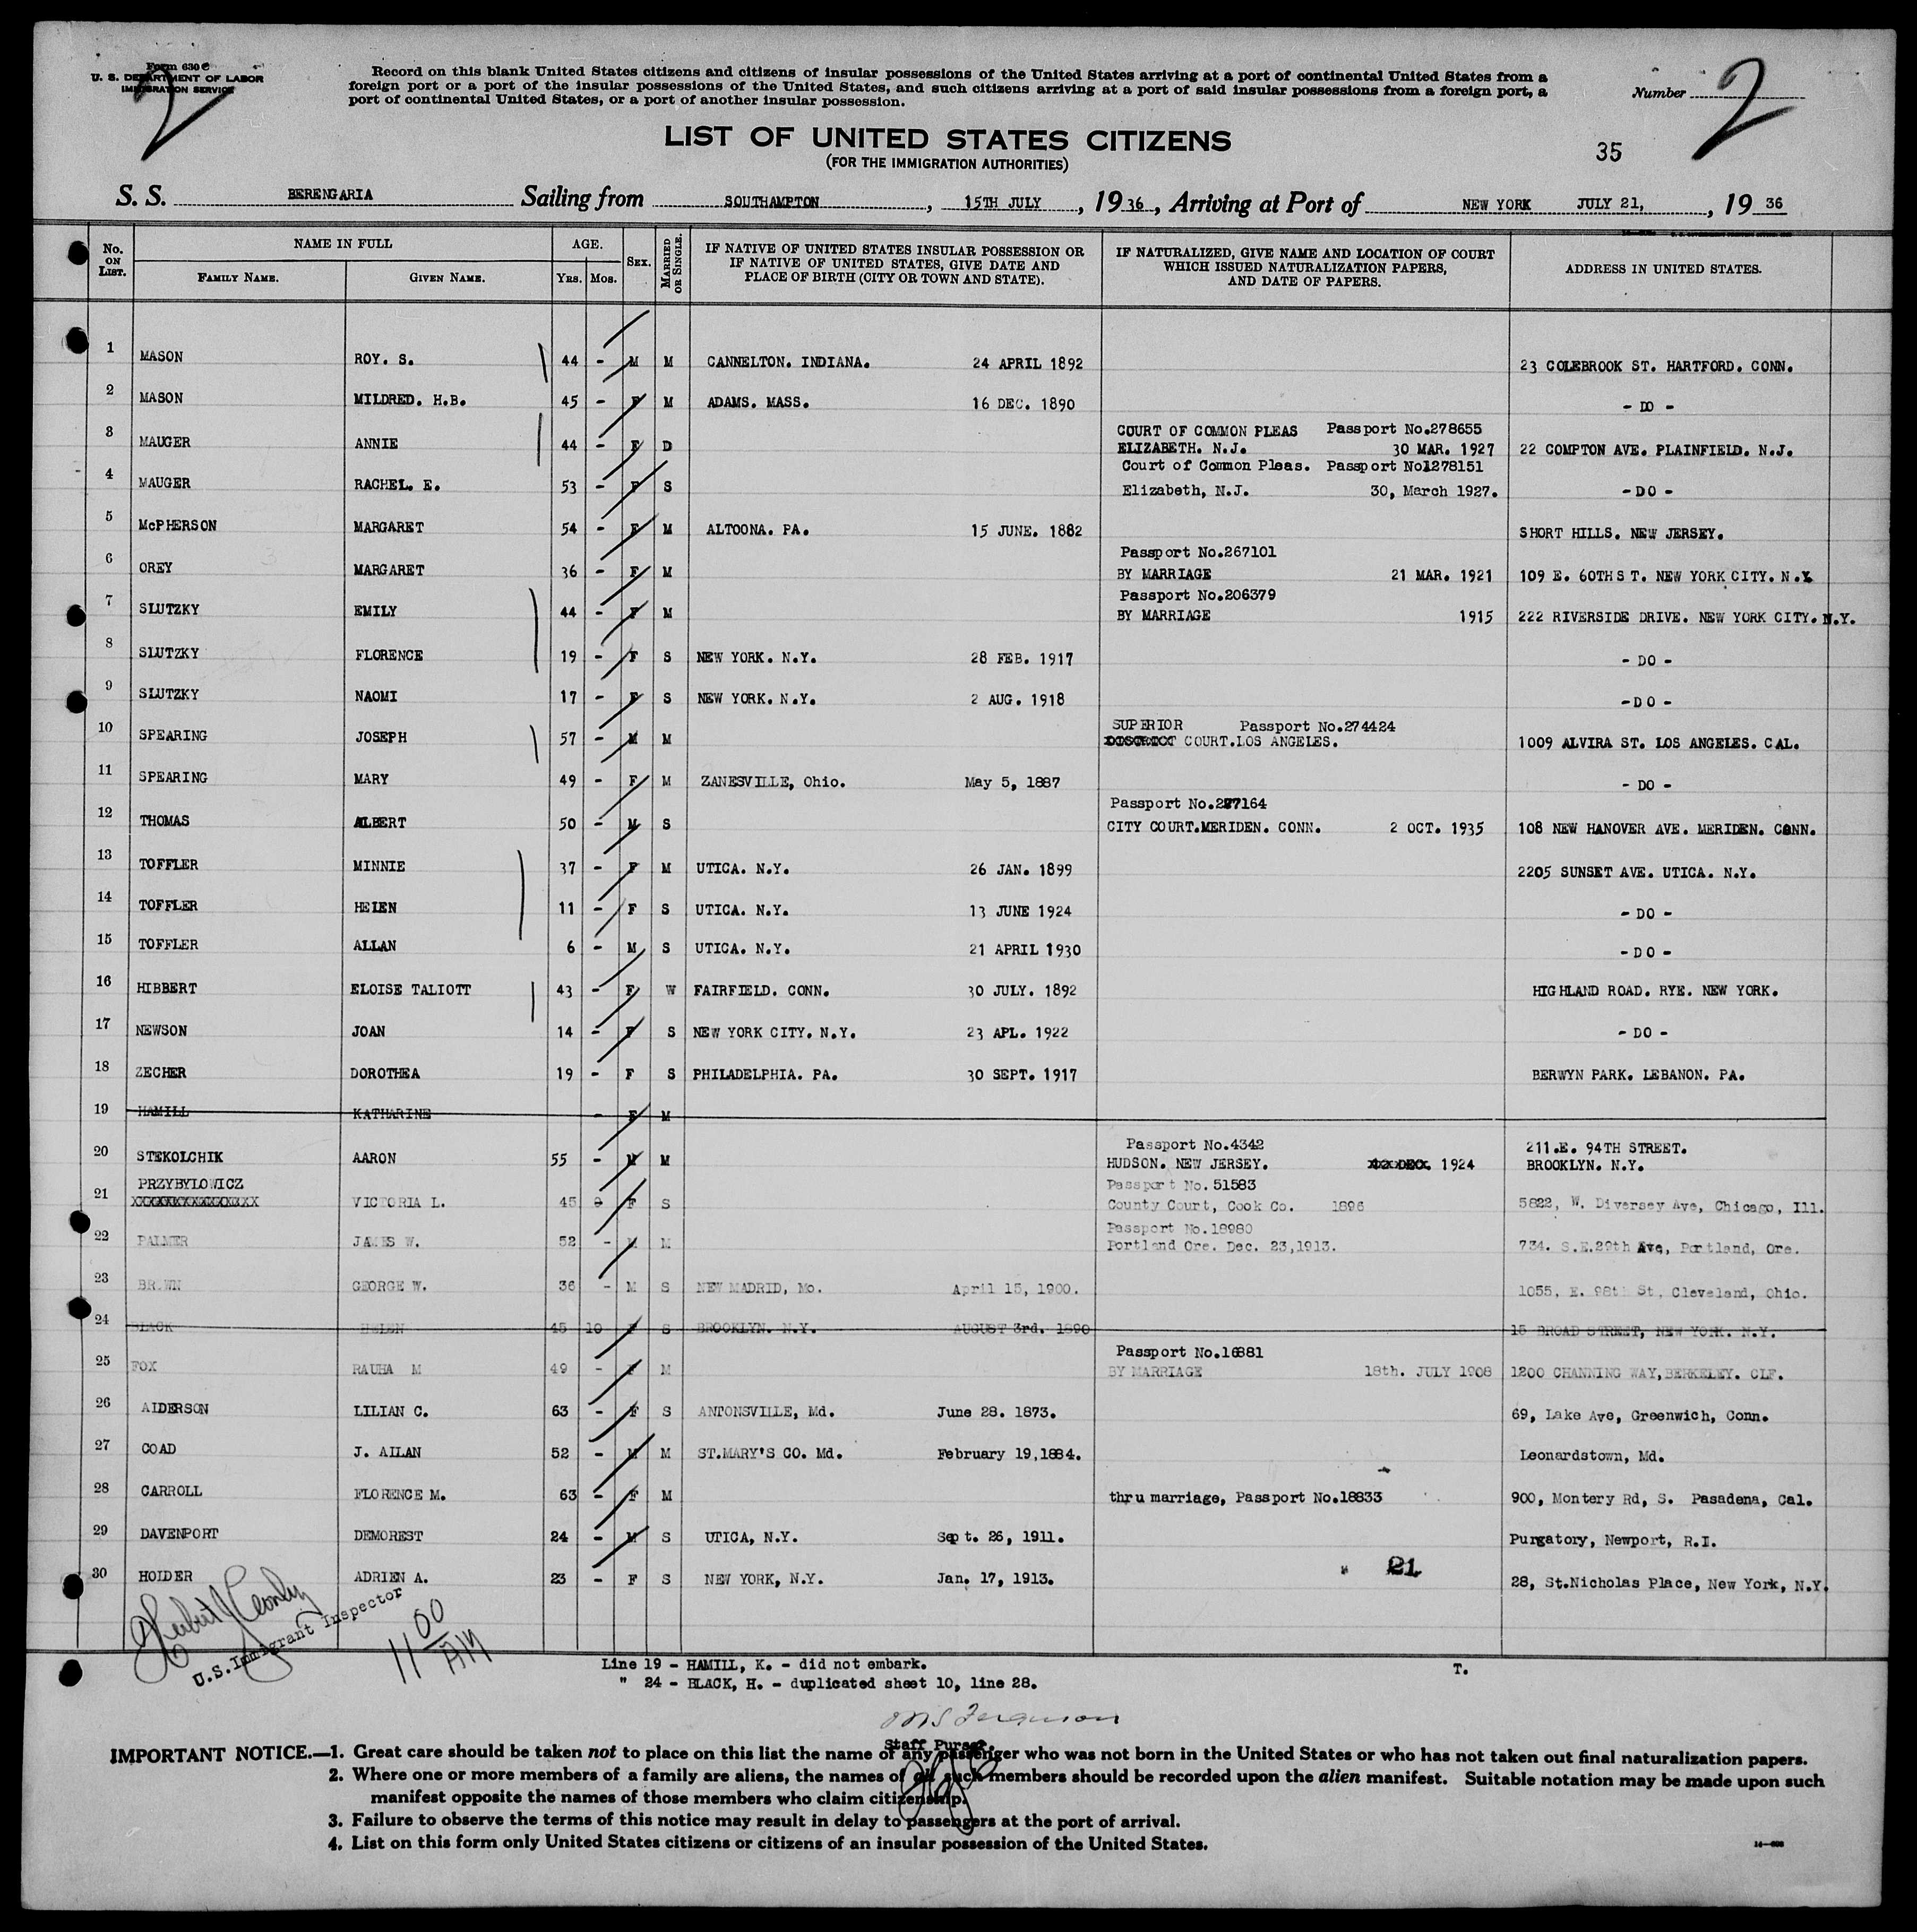 Form 630 e
U. S. DEPARTMENT OF LABOR
IMMIGRATION SERVICE
2
Record on this blank United States citizens and citizens of insular possessions of the United States arriving at a port of continental United States from a
foreign port or a port of the insular possessions of the United States, and such citizens arriving at a port of said insular possessions from a foreign port, a
port of continental United States, or a port of another insular possession.
Number 2
LIST OF UNITED STATES CITIZENS
(FOR THE IMMIGRATION AUTHORITIES)
35
S. S. BERENGARIA Sailing from SOUTHAMPTON, 15TH JULY, 1936, Arriving at Port of NEW YORK JULY 21, 1936
No. ON LIST. NAME IN FULL FAMILY NAME. GIVEN NAME. AGE. YRS. MOS. SEX. MARRIED OR SINGLE. IF NATIVE OF UNITED STATES INSULAR POSSESSION OR IF NATIVE OF UNITED STATES, GIVE DATE AND PLACE OF BIRTH (CITY OR TOWN AND STATE). IF NATURALIZED, GIVE NAME AND LOCATION OF COURT WHICH ISSUED NATURALIZATION PAPERS, AND DATE OF PAPERS. ADDRESS IN UNITED STATES.
1 MASON ROY. S. 44 - M M CANNELTON. INDIANA. 24 APRIL 1892 23 COLEBROOK ST. HARTFORD. CONN.
2 MASON MILDRED. H.B. 45 - F M ADAMS. MASS. 16 DEC. 1890 - DO -
COURT OF COMMON PLEAS Passport No.278655
3 MAUGER ANNIE 44 - F D ELIZABETH. N.J. 30 MAR. 1927 22 COMPTON AVE. PLAINFIELD. N.J.
Court of Common Pleas. Passport No1278151
4 MAUGER RACHEL. E. 53 - F S Elizabeth, N.J. 30, March 1927. - DO -
5 McPHERSON MARGARET 54 - F M ALTOONA. PA. 15 JUNE. 1882 SHORT HILLS. NEW JERSEY.
Passport No.267101
6 OREY MARGARET 36 - F M BY MARRIAGE 21 MAR. 1921 109 E. 60TH S T. NEW YORK CITY. N.Y.
Passport No.206379
7 SLUTZKY EMILY 44 - F M BY MARRIAGE 1915 222 RIVERSIDE DRIVE. NEW YORK CITY. N.Y.
8 SLUTZKY FLORENCE 19 - F S NEW YORK. N.Y. 28 FEB. 1917 - DO -
9 SLUTZKY NAOMI 17 - F S NEW YORK. N.Y. 2 AUG. 1918 - DO -
SUPERIOR Passport No.274424
10 SPEARING JOSEPH 57 - M M DISTRICT COURT.LOS ANGELES. 1009 ALVIRA ST. LOS ANGELES. CAL.
11 SPEARING MARY 49 - F M ZANESVILLE, Ohio. May 5, 1887 - DO -
Passport No.
12 THOMAS ALBERT 50 - M S CITY COURT.MERIDEN. CONN. 2 OCT. 1935 108 NEW HANOVER AVE. MERIDEN. CONN.
13 TOFFLER MINNIE 37 - F M UTICA. N.Y. 26 JAN. 1899 2205 SUNSET AVE. UTICA. N.Y.
14 TOFFLER HELEN 11 - F S UTICA. N.Y. 13 JUNE 1924 - DO -
15 TOFFLER ALLAN 6 - M S UTICA. N.Y. 21 APRIL 1930 - DO -
16 HIBBERT ELOISE TALIOTT 43 - F W FAIRFIELD. CONN. 30 JULY. 1892 HIGHLAND ROAD. RYE. NEW YORK.
17 NEWSON JOAN 14 - F S NEW YORK CITY. N.Y. 23 APL. 1922 - DO -
18 ZECHER DOROTHEA 19 - F S PHILADELPHIA. PA. 30 SEPT. 1917 BERWYN PARK. LEBANON. PA.
19 HAMILL KATHARINE - F M
Passport No.4342 211.E. 94TH STREET.
20 STEKOLCHIK AARON 55 - M M HUDSON. NEW JERSEY. DEC. 1924 BROOKLYN. N.Y.
PRZYBYLOWICZ Passport No.51583
21 VICTORIA L. 45 9 F S County Court, Cook Co. 1896 5822, W. Diversey Ave, Chicago, Ill.
Passport No.18980
22 PALMER JAMES W. 52 - M M Portland Ore. Dec. 23,1913. 734. S.E.29th Ave, Portland, Ore.
23 BR.WN GEORGE W. 36 - M S NEW MADRID, Mo. April 15, 1900. 1055, E. 98th St, Cleveland, Ohio.
24 BLACK HELEN 45 10 F S BROOKLYN. N.Y. AUGUST 3rd. 1890 15 BROAD STREET, NEW YORK. N.Y.
Passport No.16881
25 FOX RAUHA M 49 - F M BY MARRIAGE 18th. JULY 1908 1200 CHANNING WAY,BERKELEY. CLF.
26 AIDERSON LILIAN C. 63 - F S ANTONSVILLE, Md. June 28. 1873. 69, Lake Ave, Greenwich, Conn.
27 COAD J. AILAN 52 - M M ST.MARY'S CO. Md. February 19,1884. Leonardstown, Md.
28 CARROLL FLORENCE M. 63 - F M thru marriage, Passport No.18833 900, Montery Rd, S. Pasadena, Cal.
29 DAVENPORT DEMOREST 24 - M S UTICA, N.Y. Sept. 26, 1911. Purgatory, Newport, R.I.
30 HOIDER ADRIEN A. 23 - F S NEW YORK, N.Y. Jan. 17, 1913. 21 28, St.Nicholas Place, New York, N.Y.
U.S.Immigrant Inspector
11 00 AM
Line 19 - HAMILL, K. - did not embark. T.
" 24 - BLACK, H. - duplicated sheet 10, line 28.
Ferguson
Staff Purser.
IMPORTANT NOTICE.—1. Great care should be taken not to place on this list the name of any passenger who was not born in the United States or who has not taken out final naturalization papers.
2. Where one or more members of a family are aliens, the names of all such members should be recorded upon the alien manifest. Suitable notation may be made upon such
manifest opposite the names of those members who claim citizenship.
3. Failure to observe the terms of this notice may result in delay to passengers at the port of arrival.
4. List on this form only United States citizens or citizens of an insular possession of the United States.